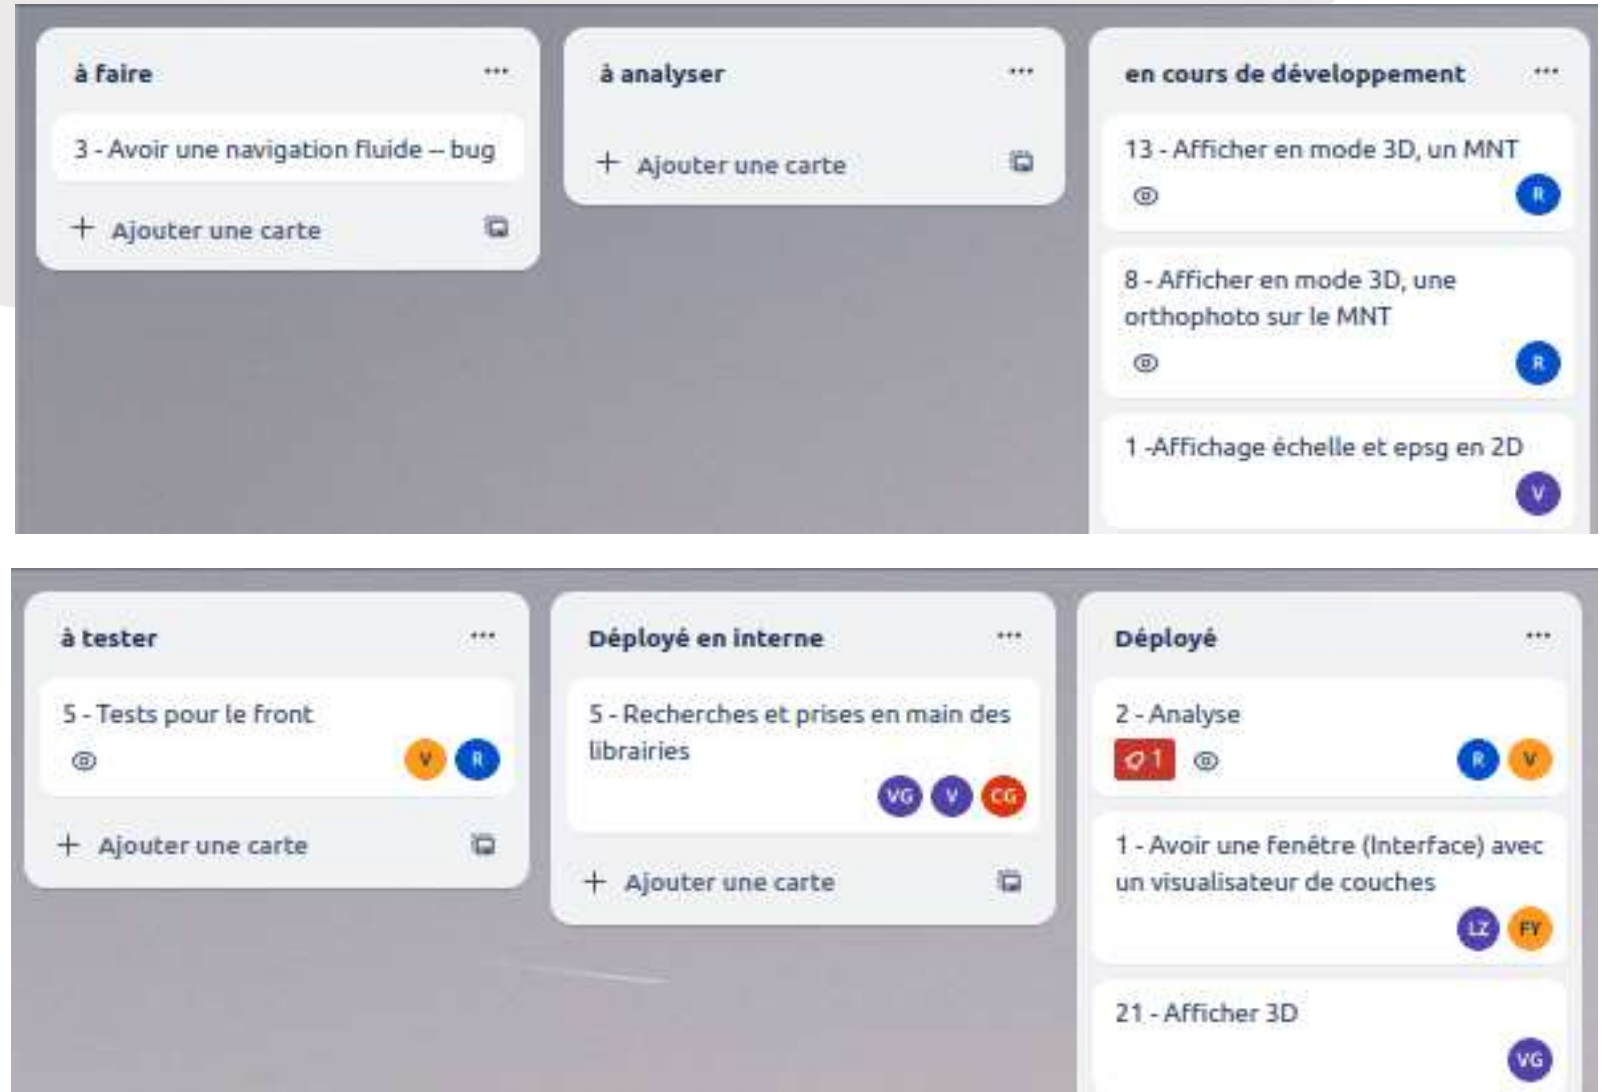 à faire
3 - Avoir une navigation fluide -- bug
+ Ajouter une carte
à analyser
+ Ajouter une carte
en cours de développement
13 - Afficher en mode 3D, un MNT
R
8 - Afficher en mode 3D, une
orthophoto sur le MNT
R
1 -Affichage échelle et epsg en 2D
V
à tester
5 - Tests pour le front
V R
+ Ajouter une carte
Déployé en interne
5 - Recherches et prises en main des
librairies
VG V CG
+ Ajouter une carte
Déployé
2 - Analyse
1 R V
1 - Avoir une fenêtre (Interface) avec
un visualisateur de couches
LZ FY
21 - Afficher 3D
VG